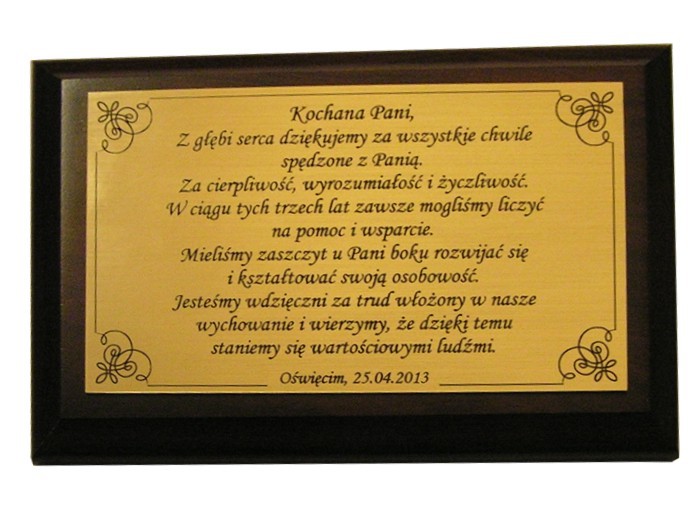 Kochana Pani,
Z głębi serca dziękujemy za wszystkie chwile
spędzone z Panią.
Za cierpliwość, wyrozumiałość i życzliwość.
W ciągu tych trzech lat zawsze mogliśmy liczyć
na pomoc i wsparcie.
Mieliśmy zaszczyt u Pani boku rozwijać się
i kształtować swoją osobowość.
Jesteśmy wdzięczni za trud włożony w nasze
wychowanie i wierzymy, że dzięki temu
staniemy się wartościowymi ludźmi.
Oświęcim, 25.04.2013